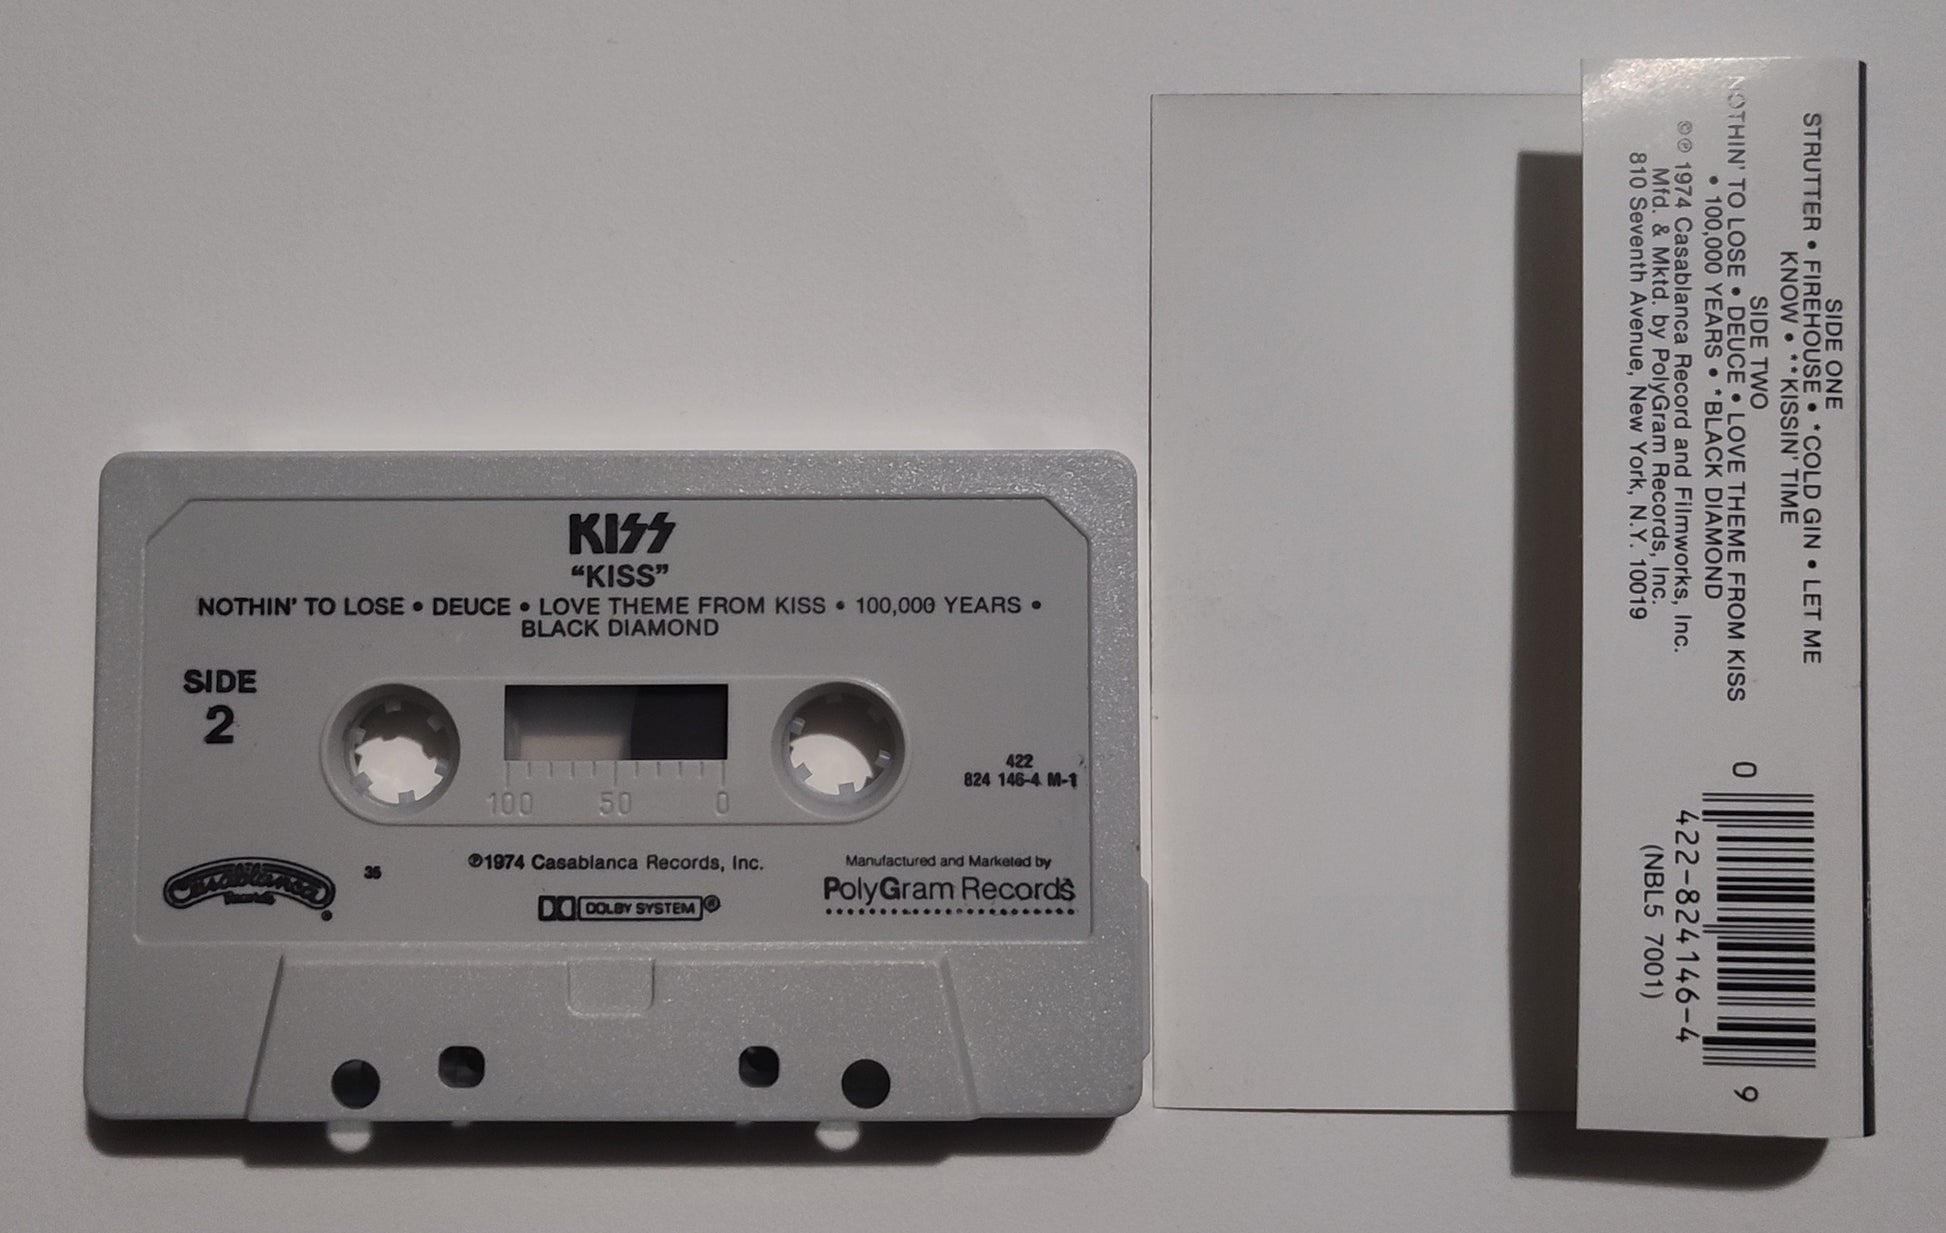 KISS
“KISS”
NOTHIN' TO LOSE • DEUCE • LOVE THEME FROM KISS • 100,000 YEARS •
BLACK DIAMOND
SIDE
2
100 50 0
422
824 146-4 M-1
Casablanca
Records
®
36
℗1974 Casablanca Records, Inc.
DOLBY SYSTEM®
Manufactured and Marketed by
PolyGram Records
SIDE ONE
STRUTTER • FIREHOUSE • *COLD GIN • LET ME
KNOW • **KISSIN' TIME
SIDE TWO
NOTHIN' TO LOSE • DEUCE • LOVE THEME FROM KISS
• 100,000 YEARS • *BLACK DIAMOND
©℗ 1974 Casablanca Record and Filmworks, Inc.
Mfd. & Mktd. by PolyGram Records, Inc.
810 Seventh Avenue, New York, N.Y. 10019
0 9
422-824146-4
(NBL5 7001)